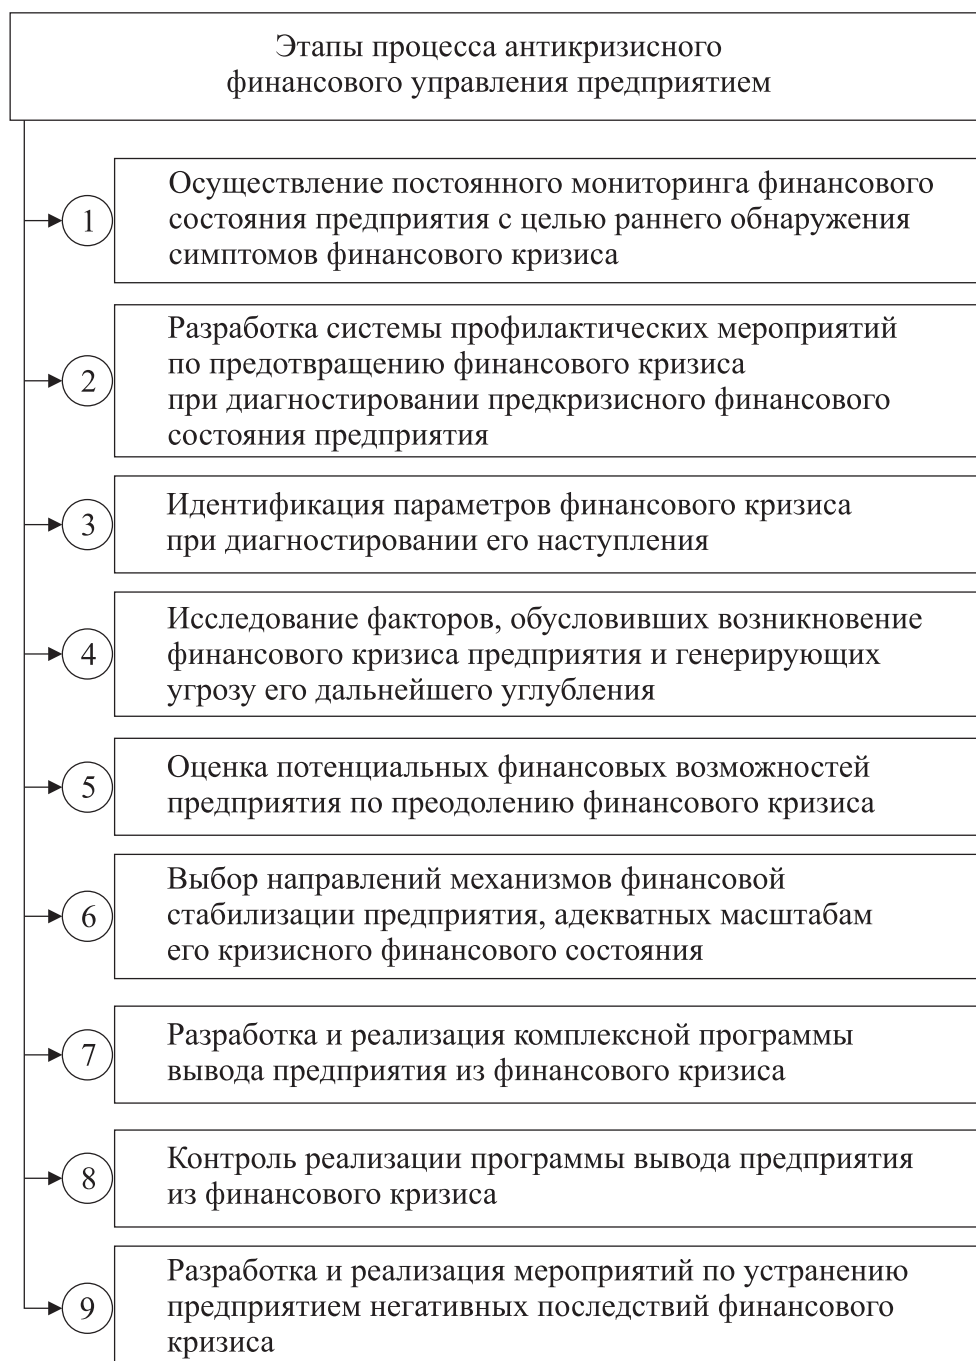 Этапы процесса антикризисного
финансового управления предприятием
1
Осуществление постоянного мониторинга финансового
состояния предприятия с целью раннего обнаружения
симптомов финансового кризиса
2
Разработка системы профилактических мероприятий
по предотвращению финансового кризиса
при диагностировании предкризисного финансового
состояния предприятия
3
Идентификация параметров финансового кризиса
при диагностировании его наступления
4
Исследование факторов, обусловивших возникновение
финансового кризиса предприятия и генерирующих
угрозу его дальнейшего углубления
5
Оценка потенциальных финансовых возможностей
предприятия по преодолению финансового кризиса
6
Выбор направлений механизмов финансовой
стабилизации предприятия, адекватных масштабам
его кризисного финансового состояния
7
Разработка и реализация комплексной программы
вывода предприятия из финансового кризиса
8
Контроль реализации программы вывода предприятия
из финансового кризиса
9
Разработка и реализация мероприятий по устранению
предприятием негативных последствий финансового
кризиса